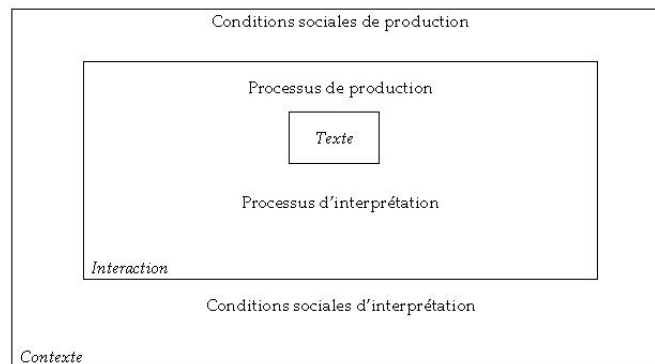 Conditions sociales de production
Processus de production
Texte
Processus d'interprétation
Interaction
Conditions sociales d'interprétation
Contexte